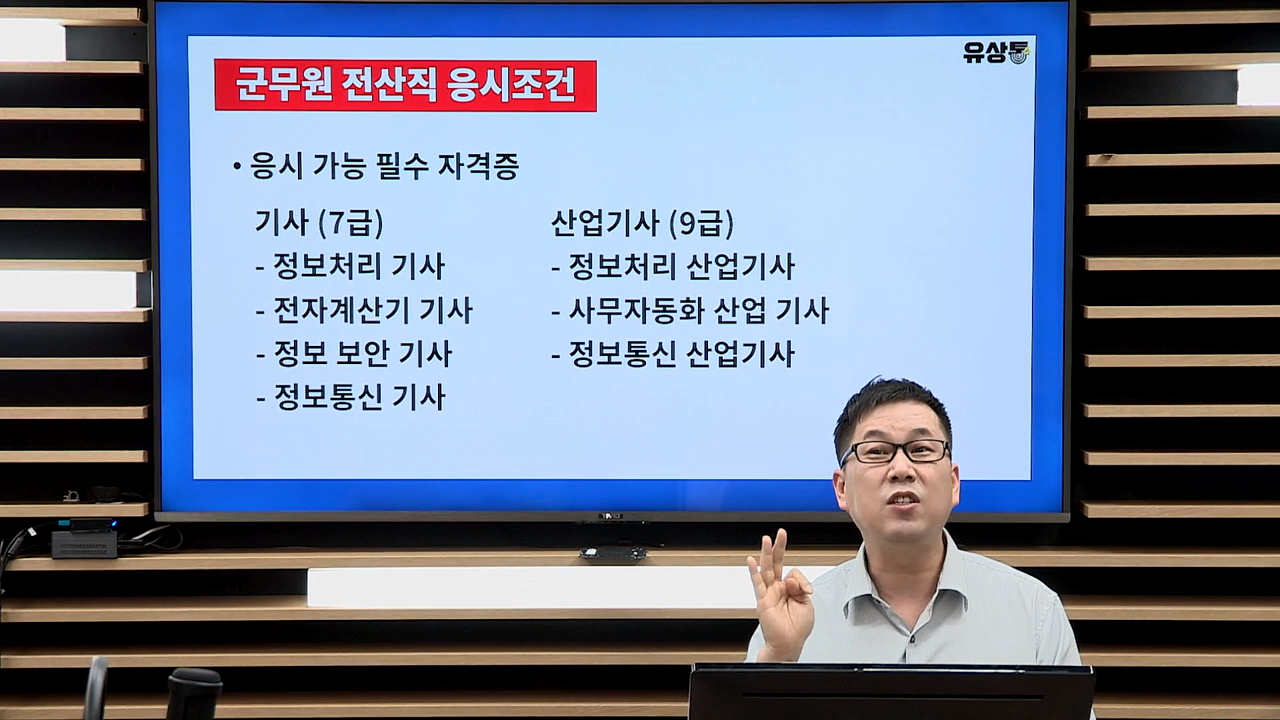 유상통
군무원 전산직 응시조건
• 응시 가능 필수 자격증
기사 (7급)
- 정보처리 기사
- 전자계산기 기사
- 정보 보안 기사
- 정보통신 기사
산업기사 (9급)
- 정보처리 산업기사
- 사무자동화 산업 기사
- 정보통신 산업기사